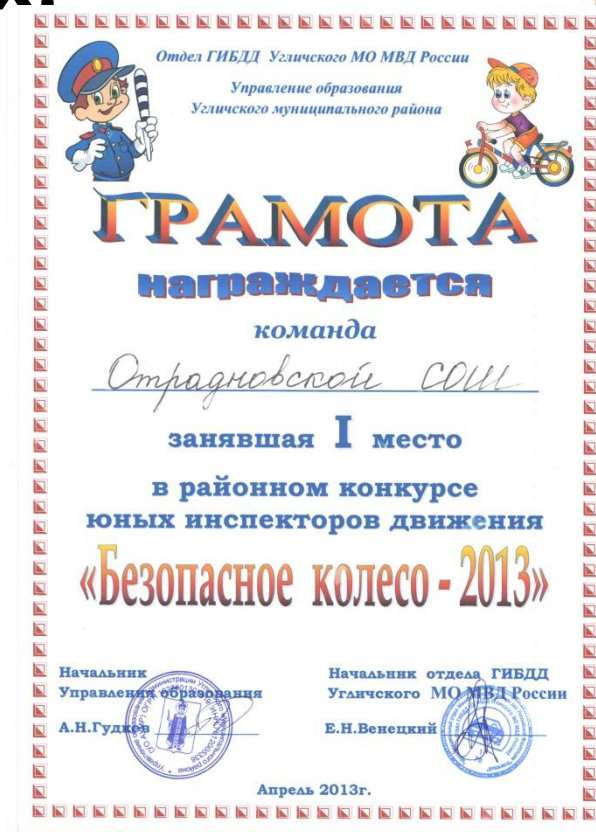 Отдел ГИБДД Угличского МО МВД России
Управление образования
Угличского муниципального района
ГРАМОТА
награждается
команда
Отрадновской СОШ
занявшая I место
в районном конкурсе
юных инспекторов движения
«Безопасное колесо - 2013»
Начальник
Управления образования
А.Н.Гудков
Начальник отдела ГИБДД
Угличского МО МВД России
Е.Н.Венецкий
Апрель 2013г.